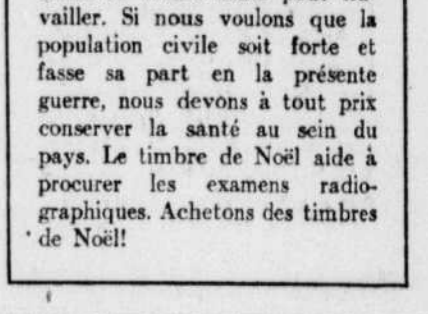 vailler. Si nous voulons que la
population civile soit forte et
fasse sa part en la présente
guerre, nous devons à tout prix
conserver la santé au sein du
pays. Le timbre de Noël aide à
procurer les examens radio-
graphiques. Achetons des timbres
de Noël!